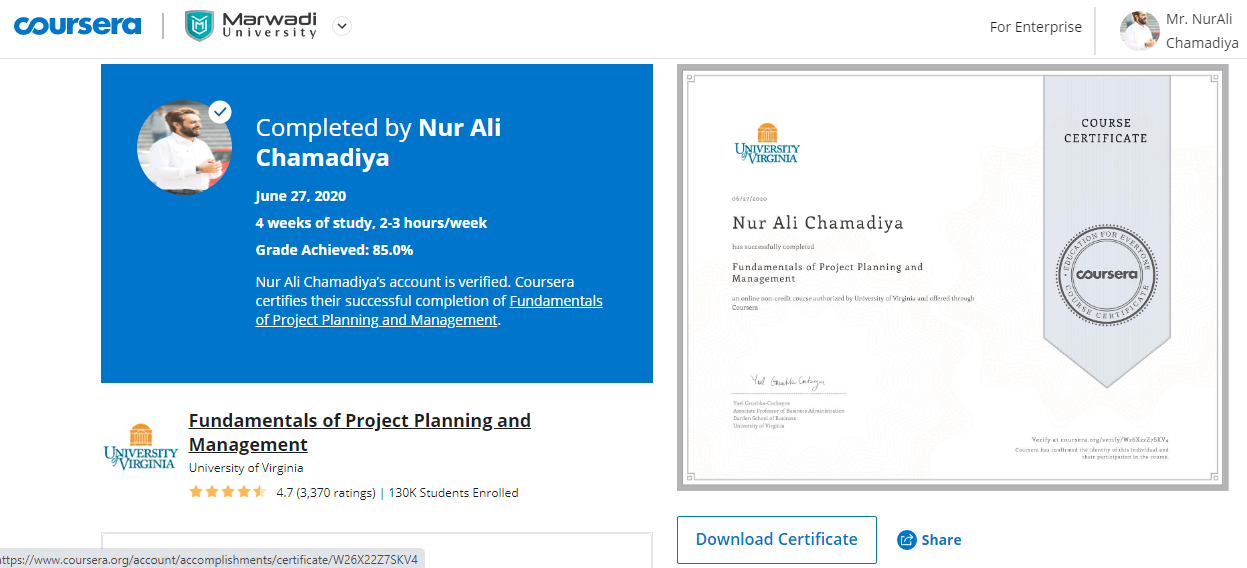 coursera
Marwadi
University
For Enterprise
Mr. NurAli
Chamadiya
Completed by Nur Ali
Chamadiya
June 27, 2020
4 weeks of study, 2-3 hours/week
Grade Achieved: 85.0%
Nur Ali Chamadiya's account is verified. Coursera
certifies their successful completion of Fundamentals
of Project Planning and Management.
UNIVERSITY
of VIRGINIA
Fundamentals of Project Planning and
Management
University of Virginia
4.7 (3,370 ratings) | 130K Students Enrolled
https://www.coursera.org/account/accomplishments/certificate/W26X22Z7SKV4
UNIVERSITY
of VIRGINIA
06/27/2020
Nur Ali Chamadiya
has successfully completed
Fundamentals of Project Planning and
Management
an online non-credit course authorized by University of Virginia and offered through
Coursera
Yael Grushka-Cockayne
Associate Professor of Business Administration
Darden School of Business
University of Virginia
COURSE
CERTIFICATE
EDUCATION FOR EVERYONE
coursera
COURSE CERTIFICATE
Verify at coursera.org/verify/W26X22Z7SKV4
Coursera has confirmed the identity of this individual and
their participation in the course.
Download Certificate
Share